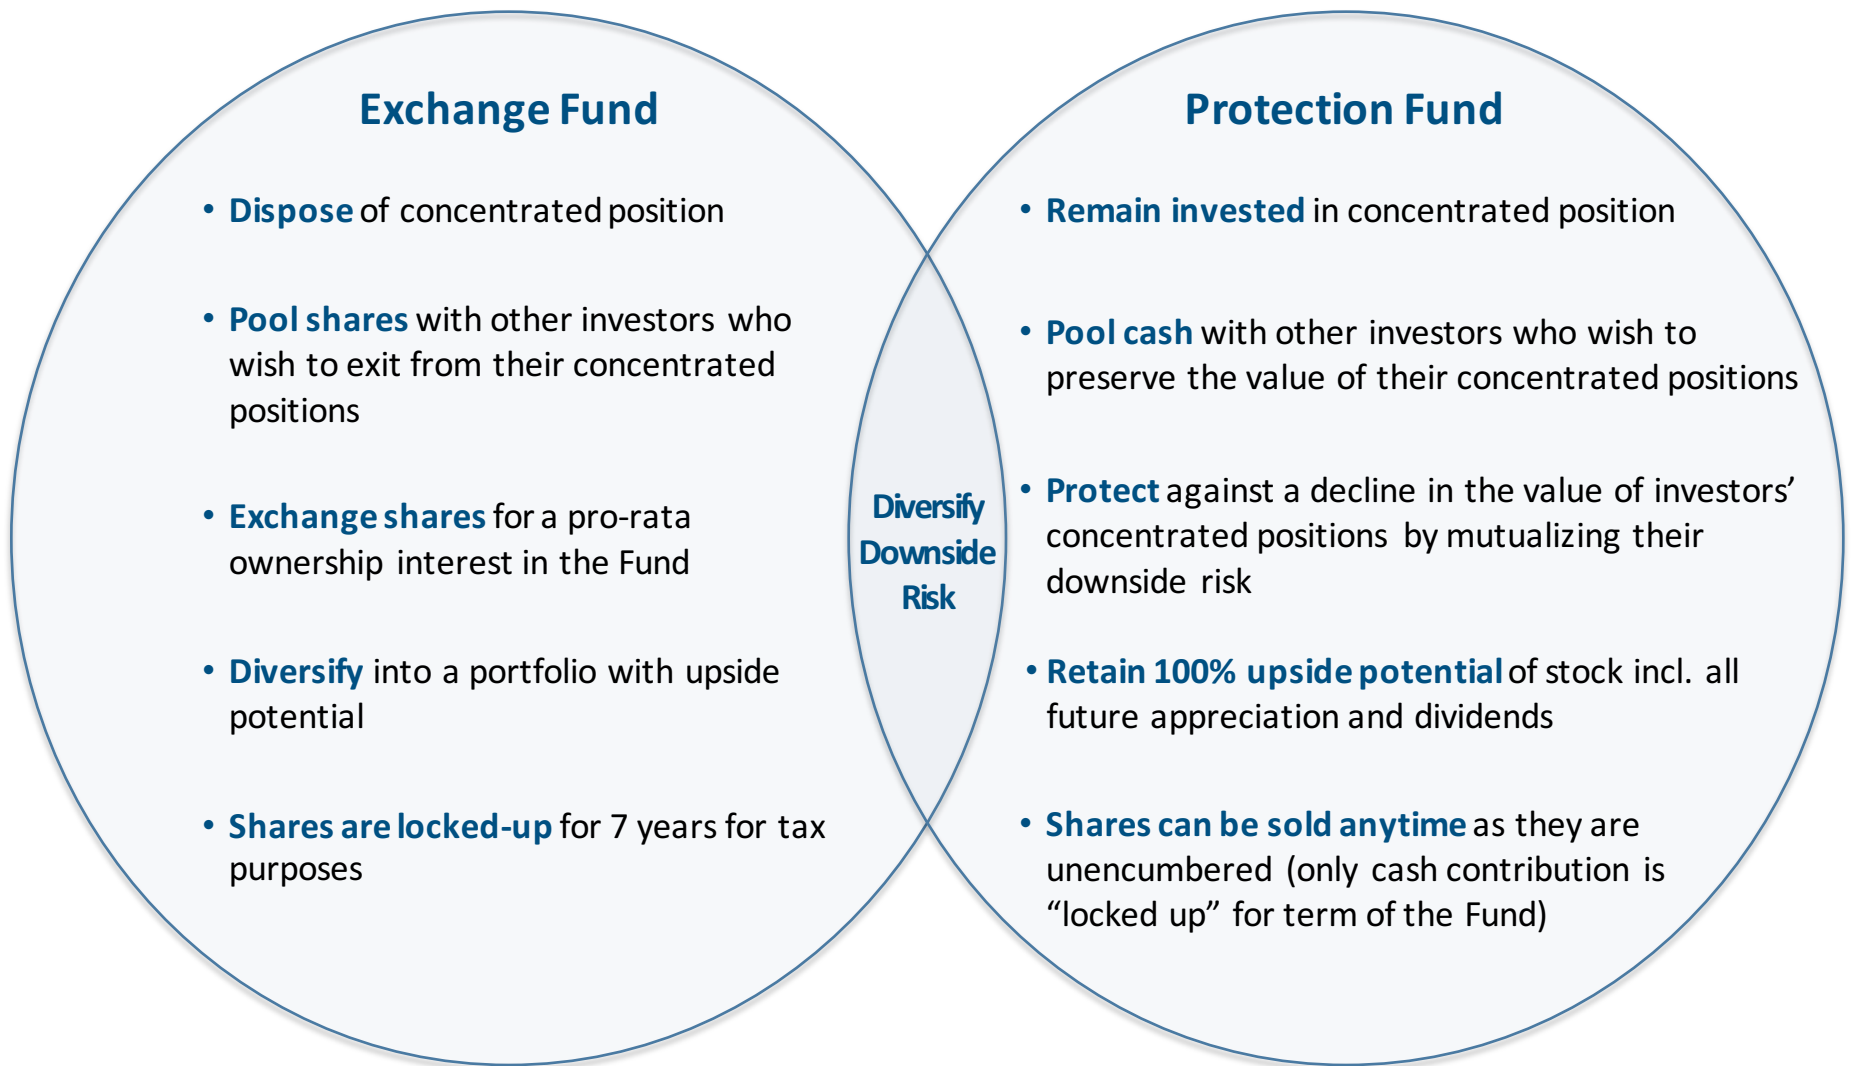 Exchange Fund
• Dispose of concentrated position
• Pool shares with other investors who
wish to exit from their concentrated
positions
• Exchange shares for a pro-rata
ownership interest in the Fund
• Diversify into a portfolio with upside
potential
• Shares are locked-up for 7 years for tax
purposes
Diversify
Downside
Risk
Protection Fund
• Remain invested in concentrated position
• Pool cash with other investors who wish to
preserve the value of their concentrated positions
• Protect against a decline in the value of investors’
concentrated positions by mutualizing their
downside risk
• Retain 100% upside potential of stock incl. all
future appreciation and dividends
• Shares can be sold anytime as they are
unencumbered (only cash contribution is
“locked up” for term of the Fund)